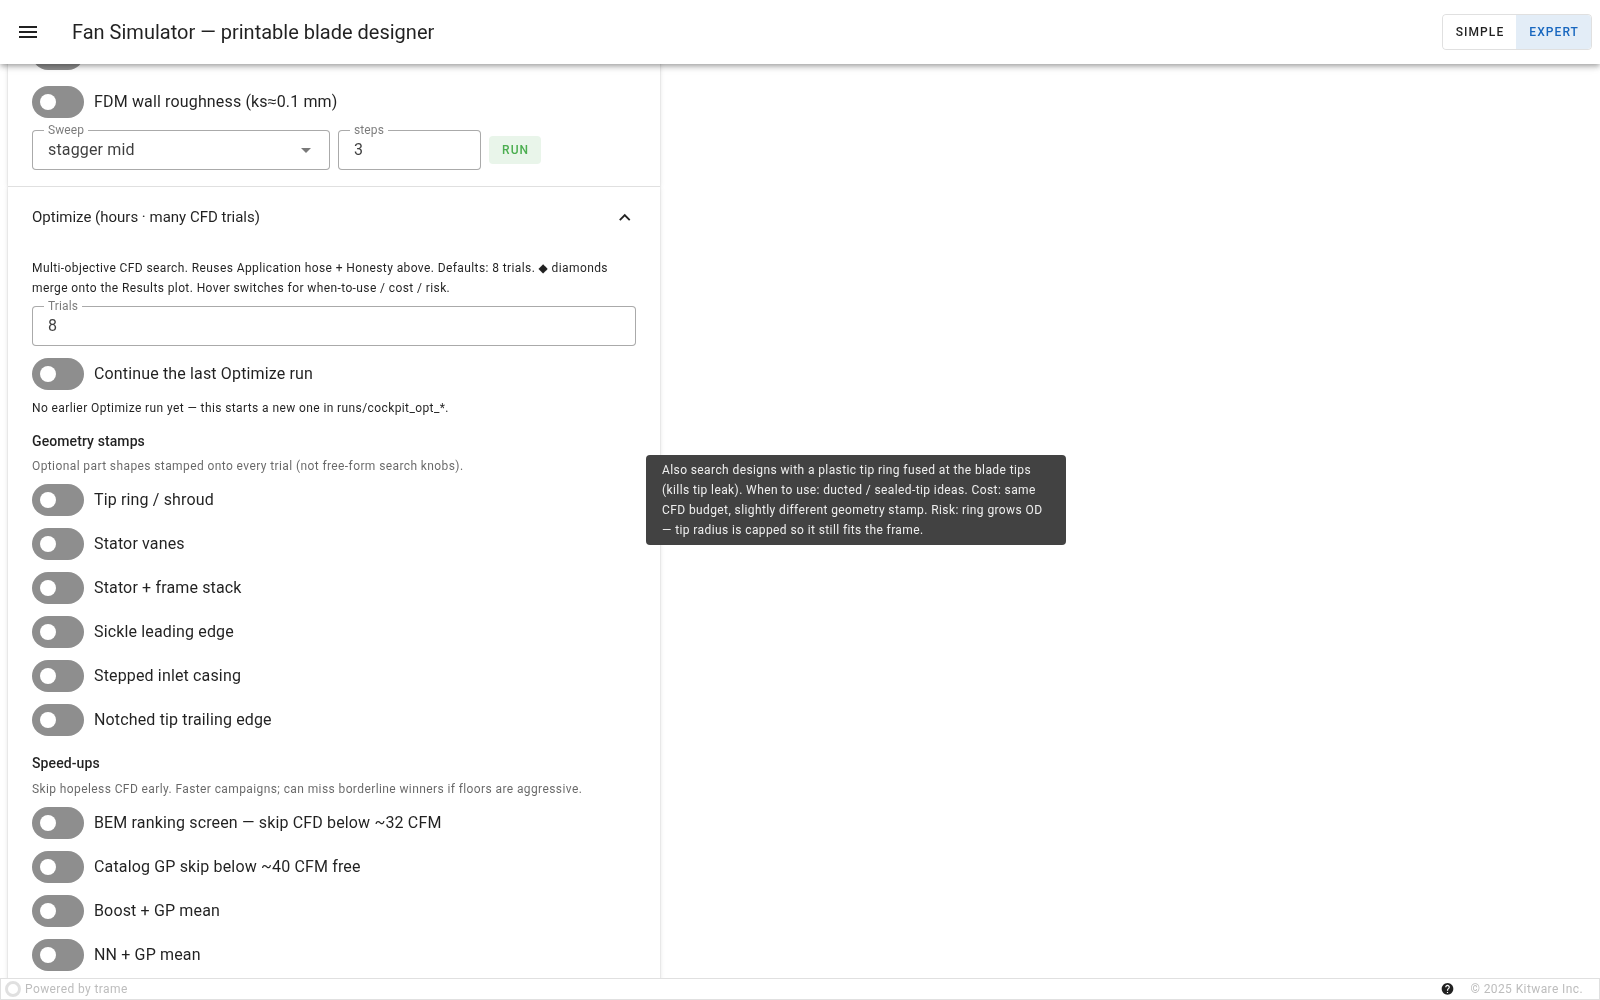 Fan Simulator — printable blade designer
SIMPLE
EXPERT
FDM wall roughness (ks≈0.1 mm)
Sweep
stagger mid
steps
3
RUN
Optimize (hours · many CFD trials)
Multi-objective CFD search. Reuses Application hose + Honesty above. Defaults: 8 trials. ◆ diamonds
merge onto the Results plot. Hover switches for when-to-use / cost / risk.
Trials
8
Continue the last Optimize run
No earlier Optimize run yet — this starts a new one in runs/cockpit_opt_*.
Geometry stamps
Optional part shapes stamped onto every trial (not free-form search knobs).
Also search designs with a plastic tip ring fused at the blade tips
(kills tip leak). When to use: ducted / sealed-tip ideas. Cost: same
CFD budget, slightly different geometry stamp. Risk: ring grows OD
— tip radius is capped so it still fits the frame.
Tip ring / shroud
Stator vanes
Stator + frame stack
Sickle leading edge
Stepped inlet casing
Notched tip trailing edge
Speed-ups
Skip hopeless CFD early. Faster campaigns; can miss borderline winners if floors are aggressive.
BEM ranking screen — skip CFD below ~32 CFM
Catalog GP skip below ~40 CFM free
Boost + GP mean
NN + GP mean
Powered by trame
?
© 2025 Kitware Inc.